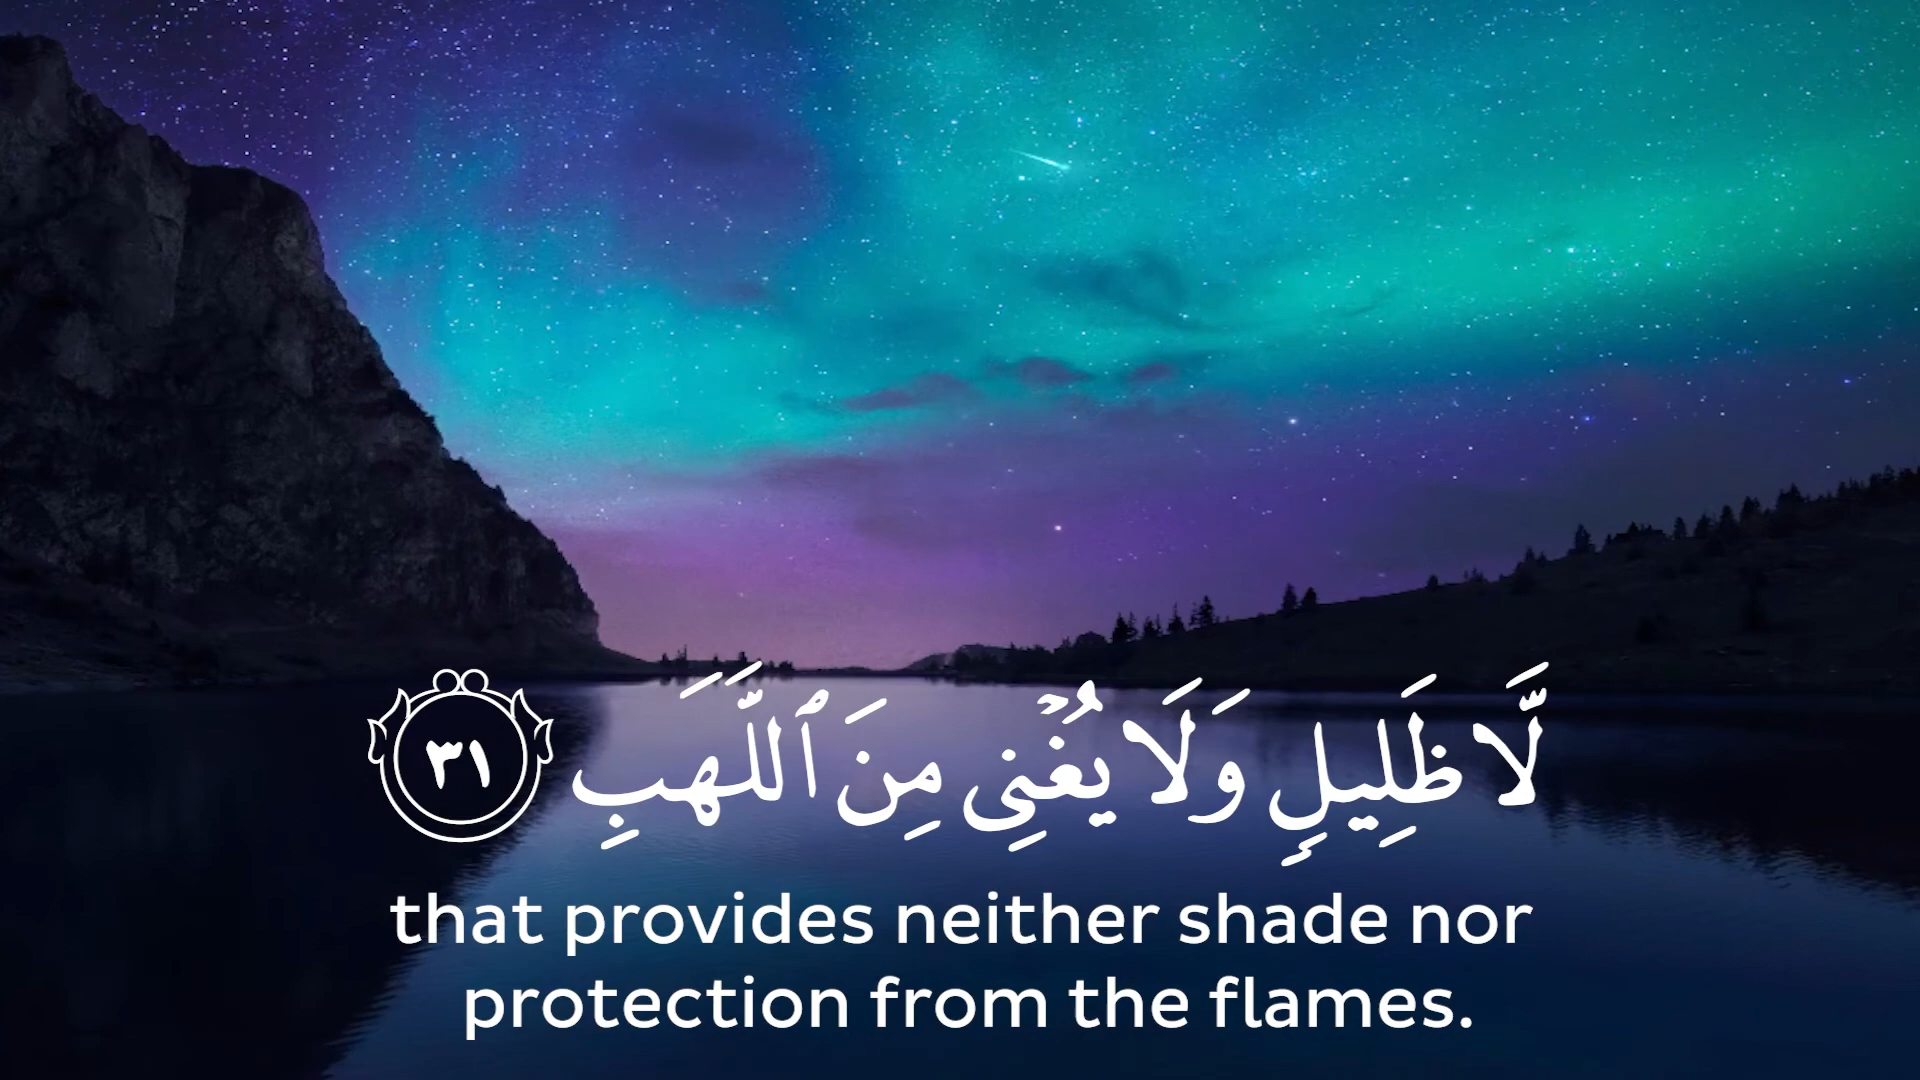 لَّا ظَلِيلٍ وَلَا يُغْنِى مِنَ ٱللَّهَبِ ٣١
that provides neither shade nor
protection from the flames.